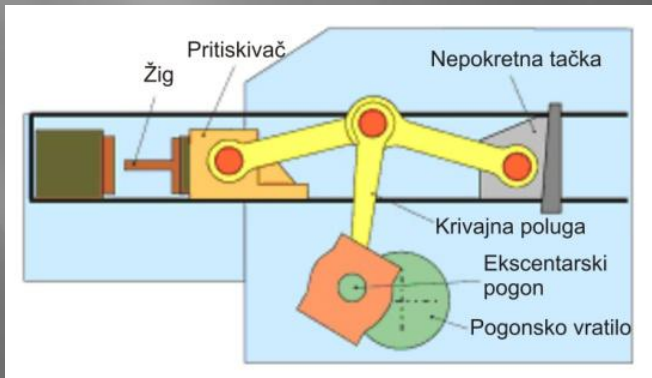 Pritiskivač
Žig
Nepokretna tačka
Krivajna poluga
Ekscentarski
pogon
Pogonsko vratilo